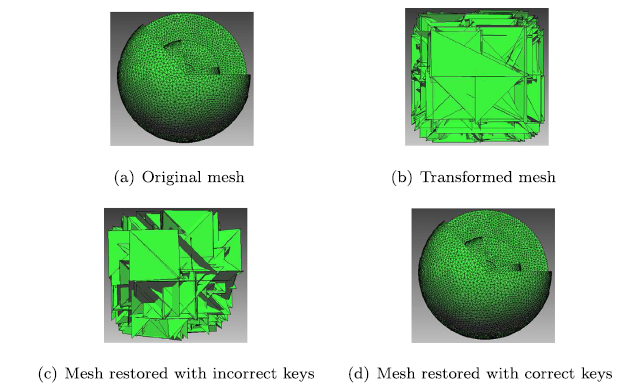 (a) Original mesh
(b) Transformed mesh
(c) Mesh restored with incorrect keys
(d) Mesh restored with correct keys